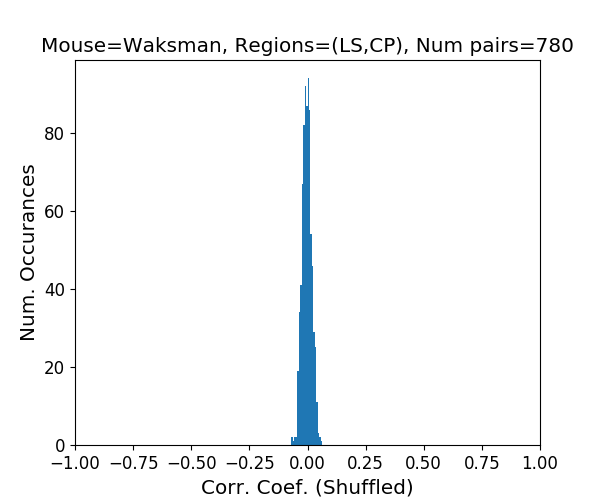 Mouse=Waksman, Regions=(LS,CP), Num pairs=780
Num. Occurances
80
60
40
20
0
−1.00 −0.75 −0.50 −0.25 0.00 0.25 0.50 0.75 1.00
Corr. Coef. (Shuffled)